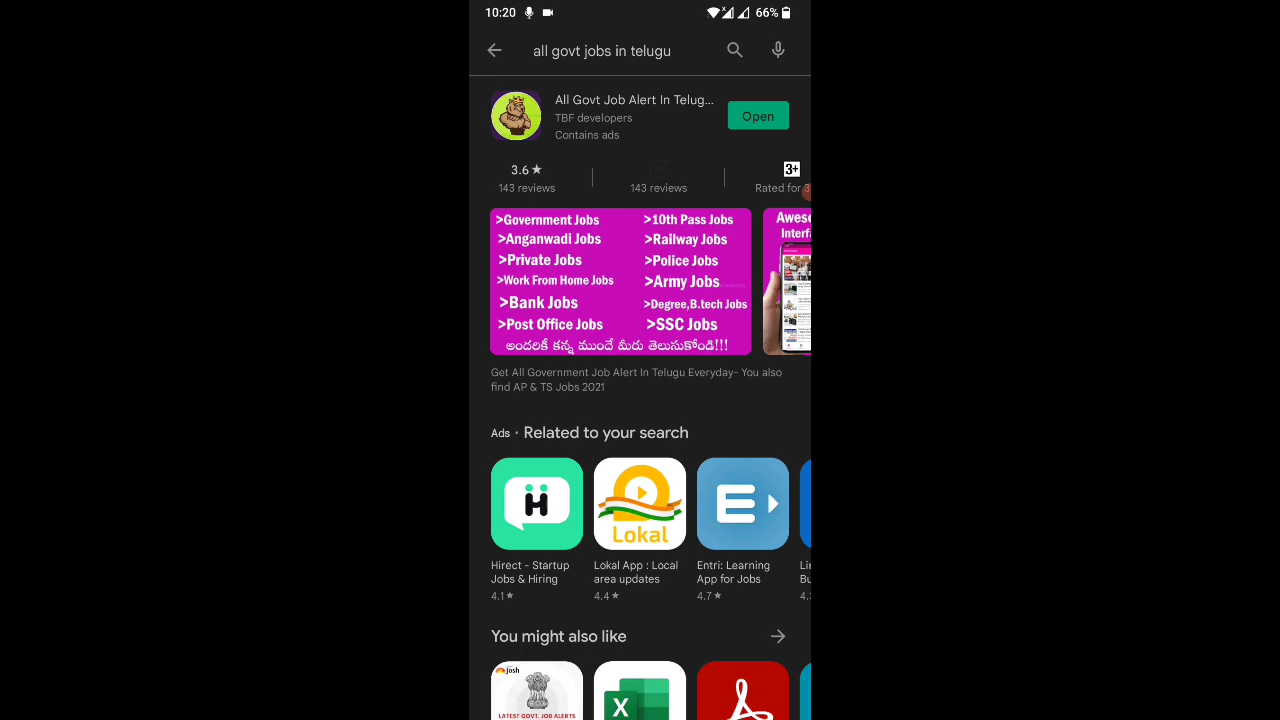 10:20
66%
all govt jobs in telugu
All Govt Job Alert In Telug...
TBF developers
Contains ads
Open
3.6★
143 reviews
143 reviews
3+
Rated for 3
>Government Jobs
>Anganwadi Jobs
>Private Jobs
>Work From Home Jobs
>Bank Jobs
>Post Office Jobs
>10th Pass Jobs
>Railway Jobs
>Police Jobs
>Army Jobs
>Degree,B.tech Jobs
>SSC Jobs
అందరికీ కన్న ముందే మీరు తెలుసుకోండి!!!
Get All Government Job Alert In Telugu Everyday- You also
find AP & TS Jobs 2021
Ads • Related to your search
H
Lokal
E
Hirect - Startup
Jobs & Hiring
4.1★
Lokal App : Local
area updates
4.4★
Entri: Learning
App for Jobs
4.7★
You might also like
josh
LATEST GOVT. JOB ALERTS
X